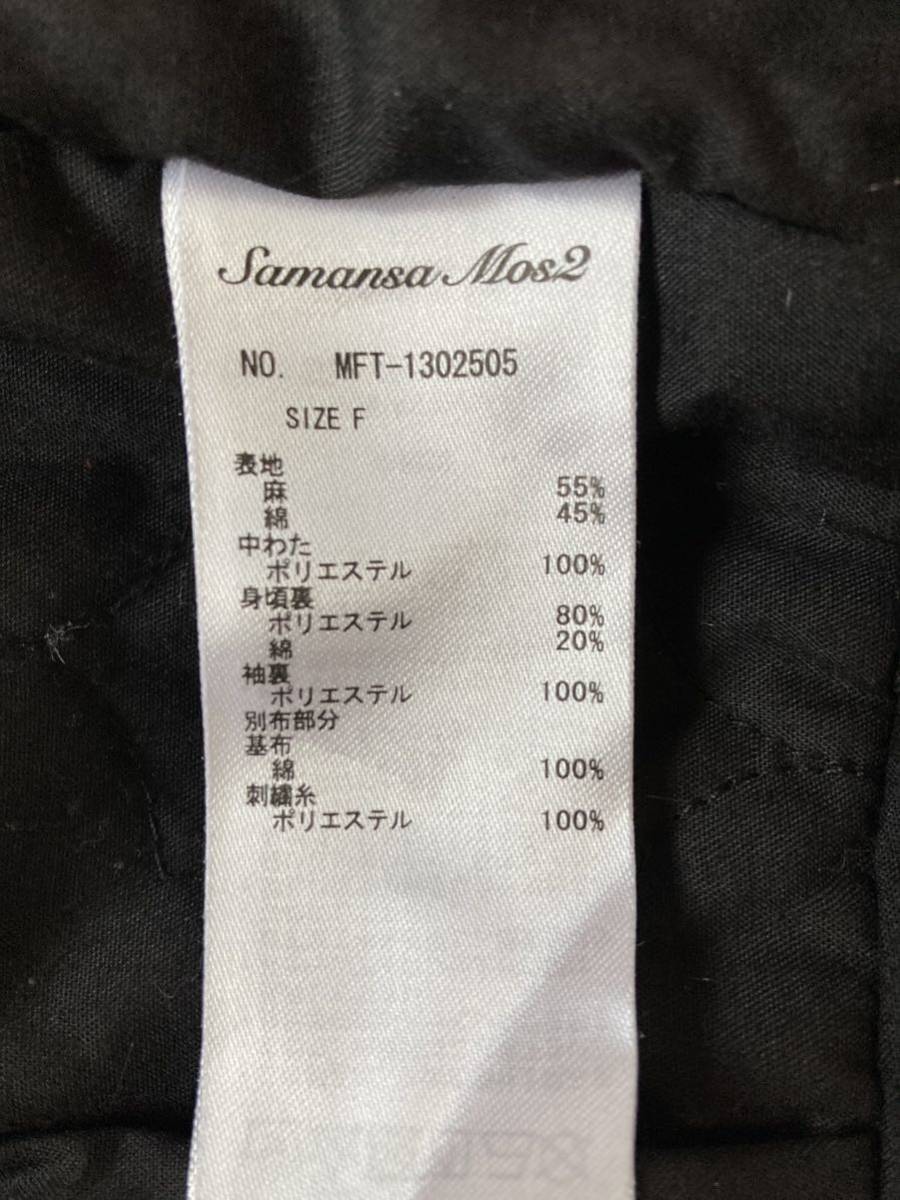 Samansa Mos2
NO. MFT-1302505
SIZE F
表地
麻 55%
綿 45%
中わた
ポリエステル 100%
身頃裏
ポリエステル 80%
綿 20%
袖裏
ポリエステル 100%
別布部分
基布
綿 100%
刺繍糸
ポリエステル 100%